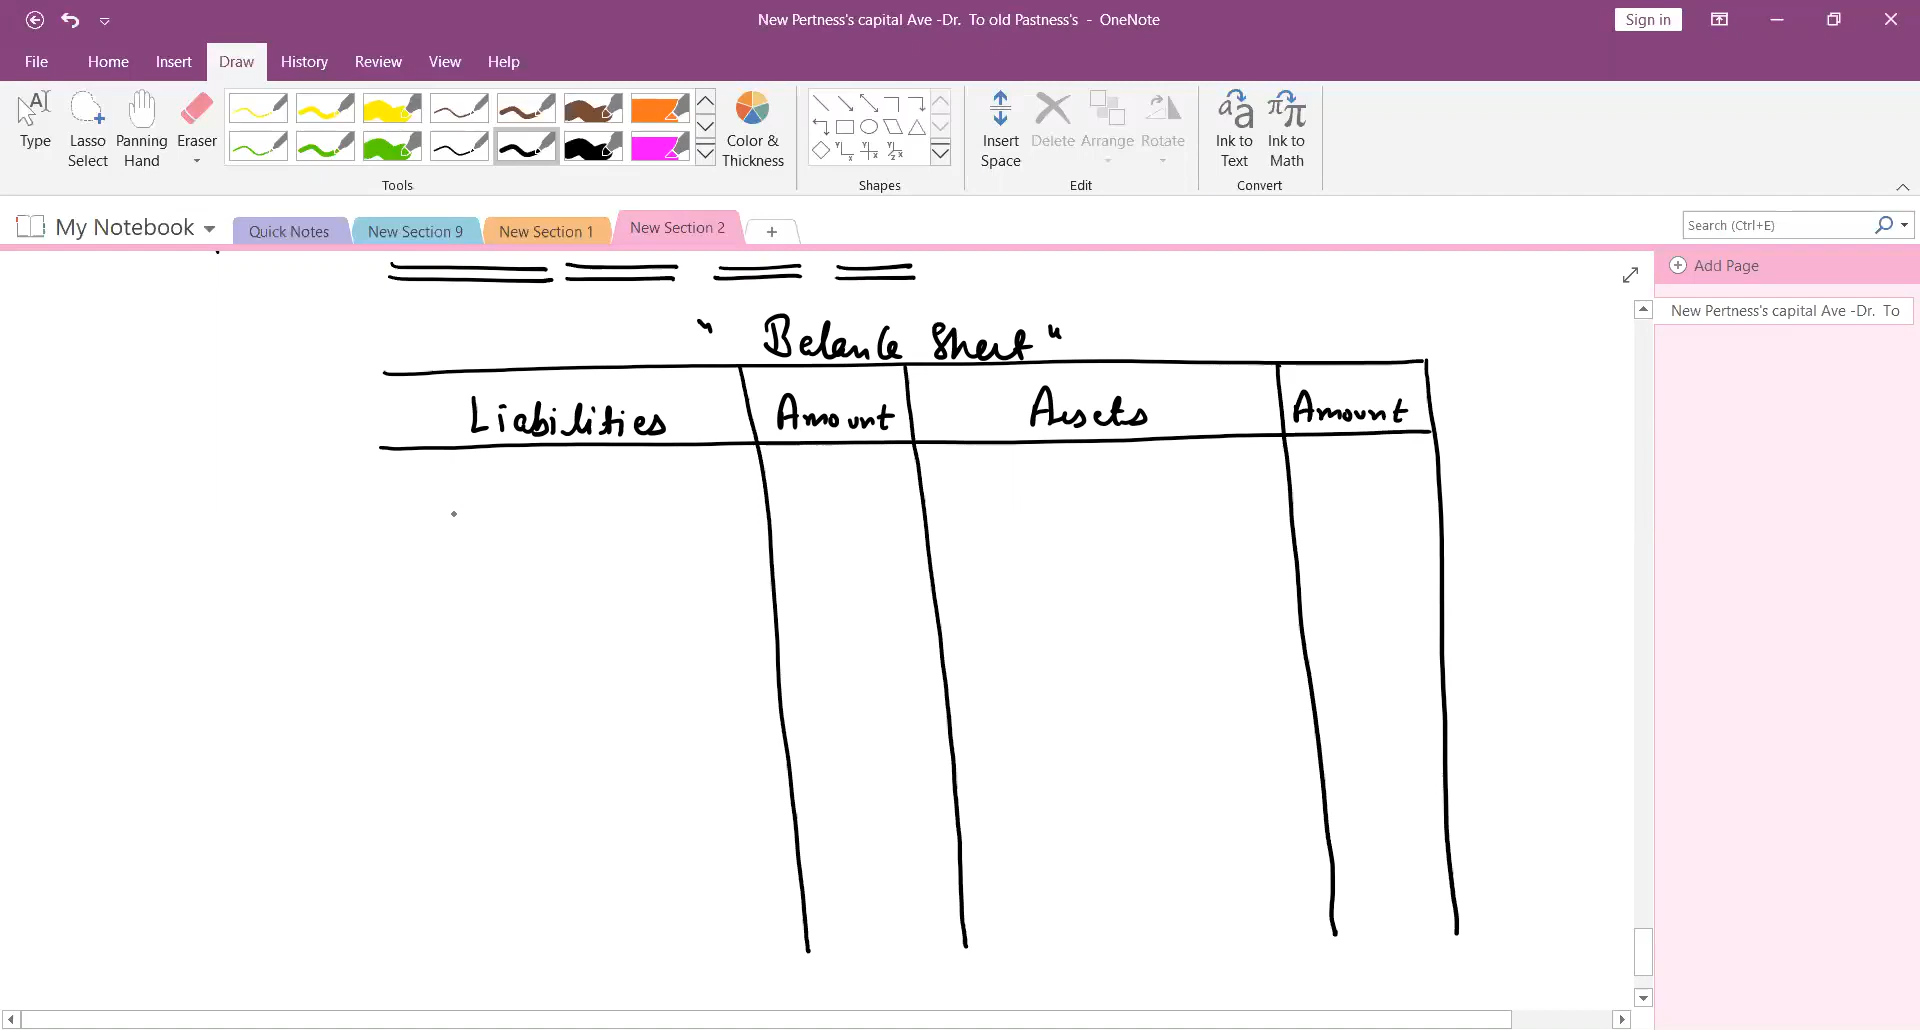 New Pertness's capital Ave -Dr. To old Pastness's - OneNote
Sign in
File Home Insert Draw History Review View Help
Type
Lasso Select
Panning Hand
Eraser
Color & Thickness
Insert Space
Delete
Arrange
Rotate
Ink to Text
Ink to Math
Tools
Shapes
Edit
Convert
My Notebook
Quick Notes
New Section 9
New Section 1
New Section 2
Search (Ctrl+E)
Add Page
New Pertness's capital Ave -Dr. To
" Balance Sheet "
Liabilities Amount Assets Amount